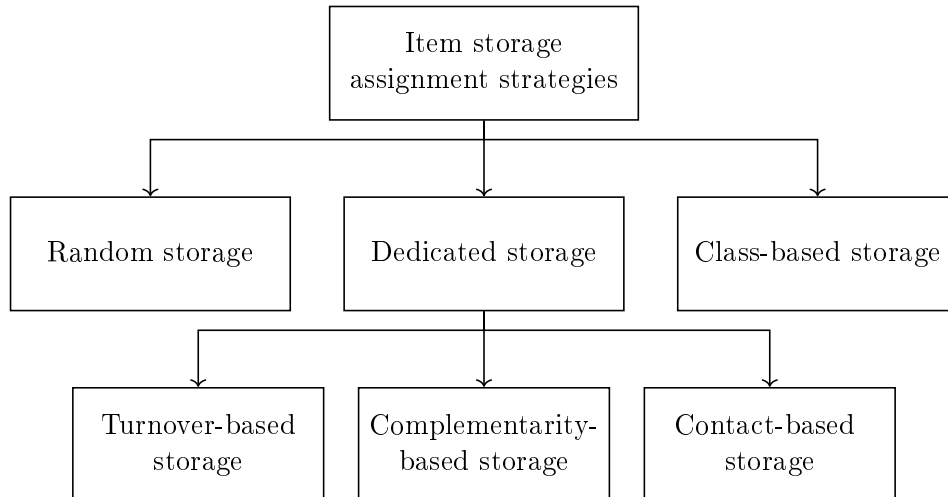 Item storage
assignment strategies
Random storage
Dedicated storage
Class-based storage
Turnover-based
storage
Complementarity-
based storage
Contact-based
storage